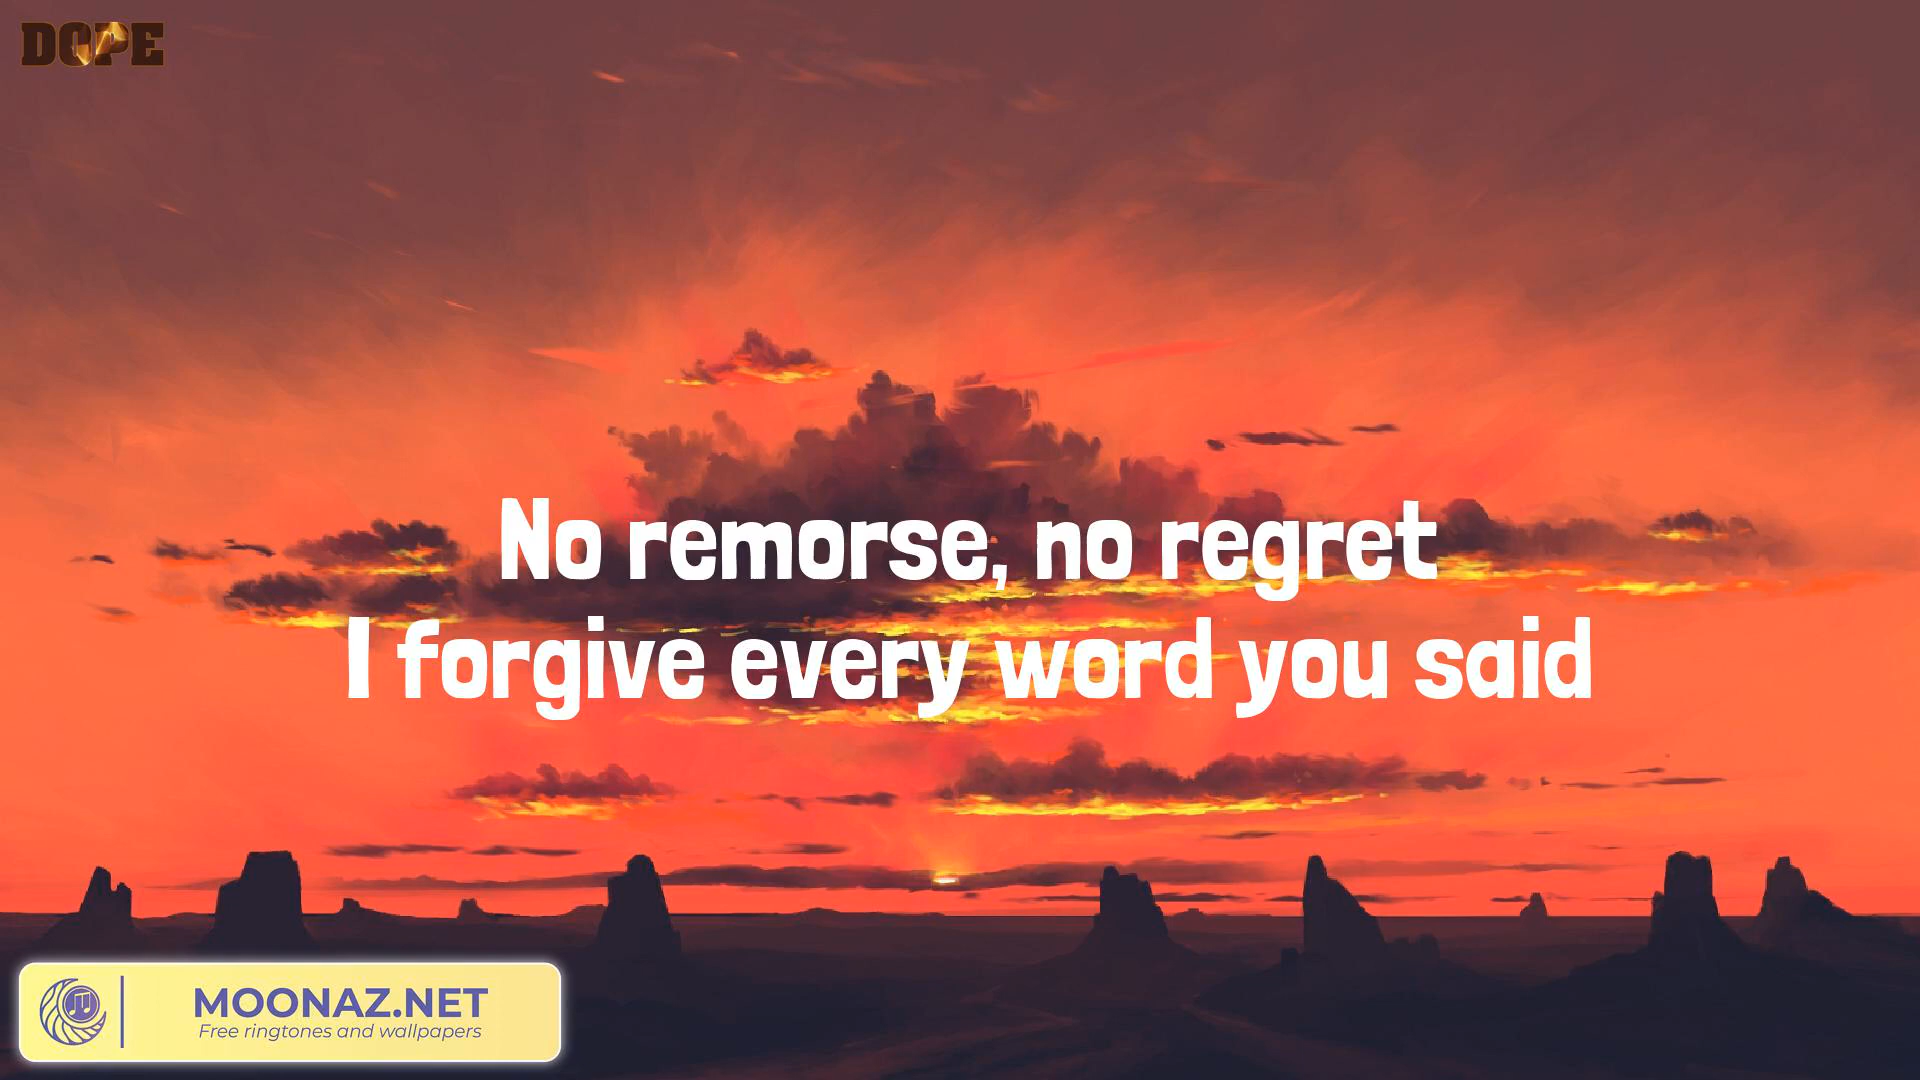 DOPE
No remorse, no regret
I forgive every word you said
MOONAZ.NET
Free ringtones and wallpapers